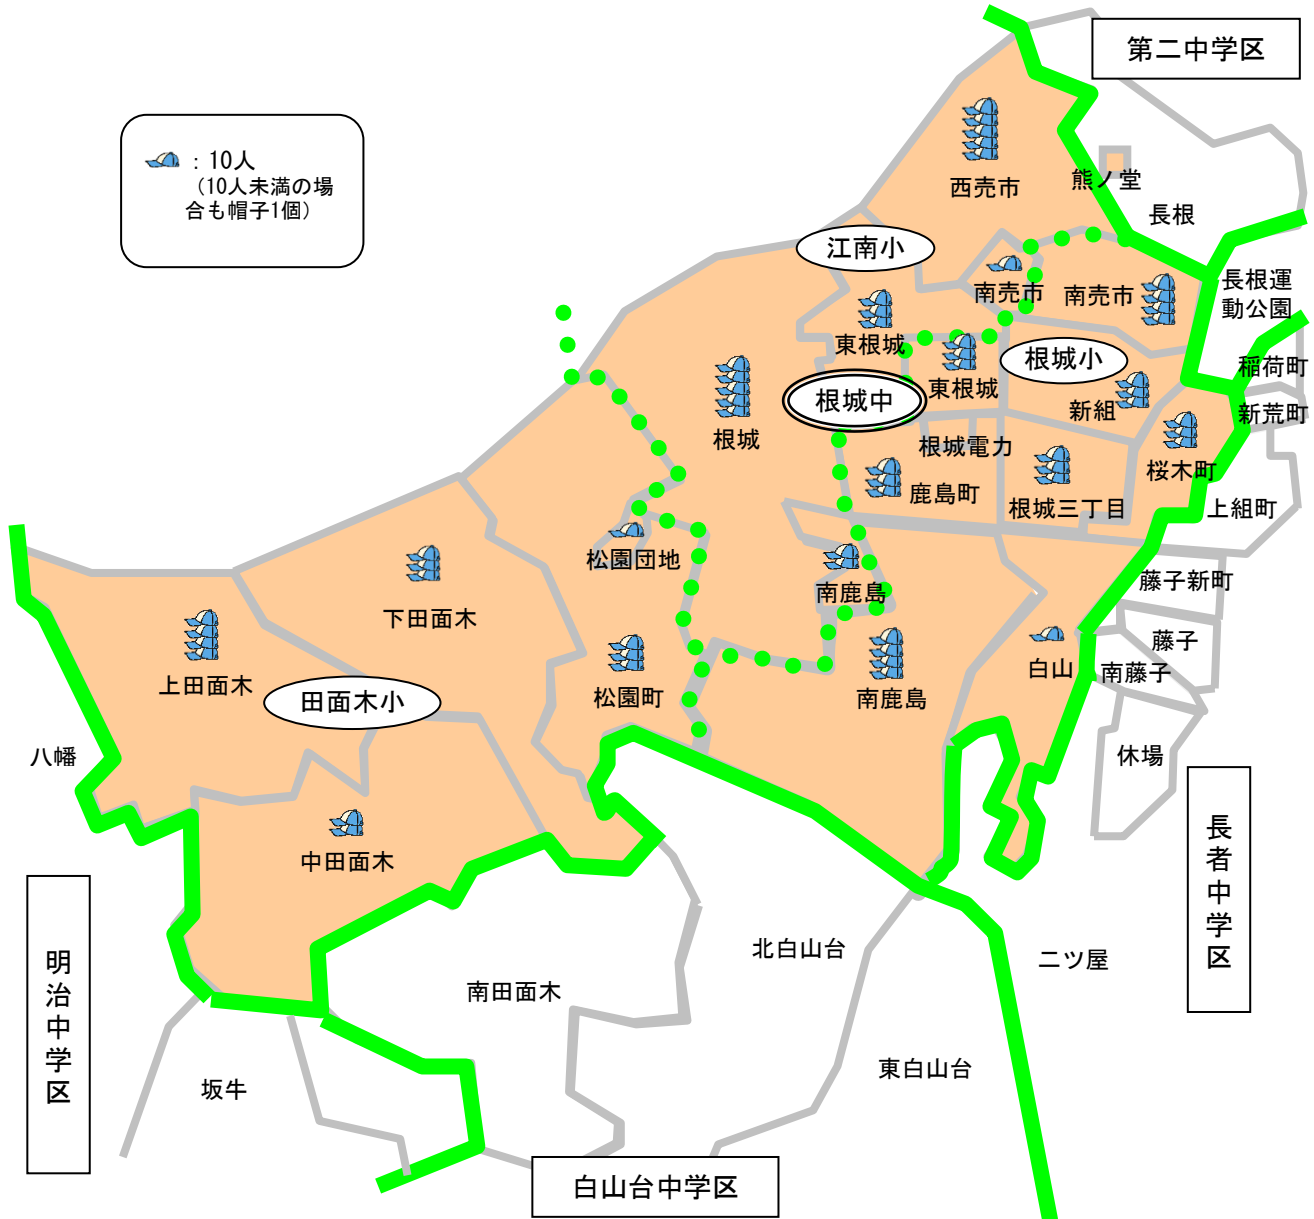 第二中学区
：10人
（10人未満の場
合も帽子1個）
西売市
熊ノ堂
長根
江南小
南売市
南売市
長根運
動公園
東根城
根城小
稲荷町
東根城
根城中
新組
新荒町
根城
根城電力
桜木町
鹿島町
根城三丁目
上組町
松園団地
藤子新町
南鹿島
下田面木
藤子
白山
南藤子
上田面木
田面木小
松園町
南鹿島
八幡
休場
中田面木
長者中学区
明治中学区
北白山台
二ツ屋
南田面木
東白山台
坂牛
白山台中学区